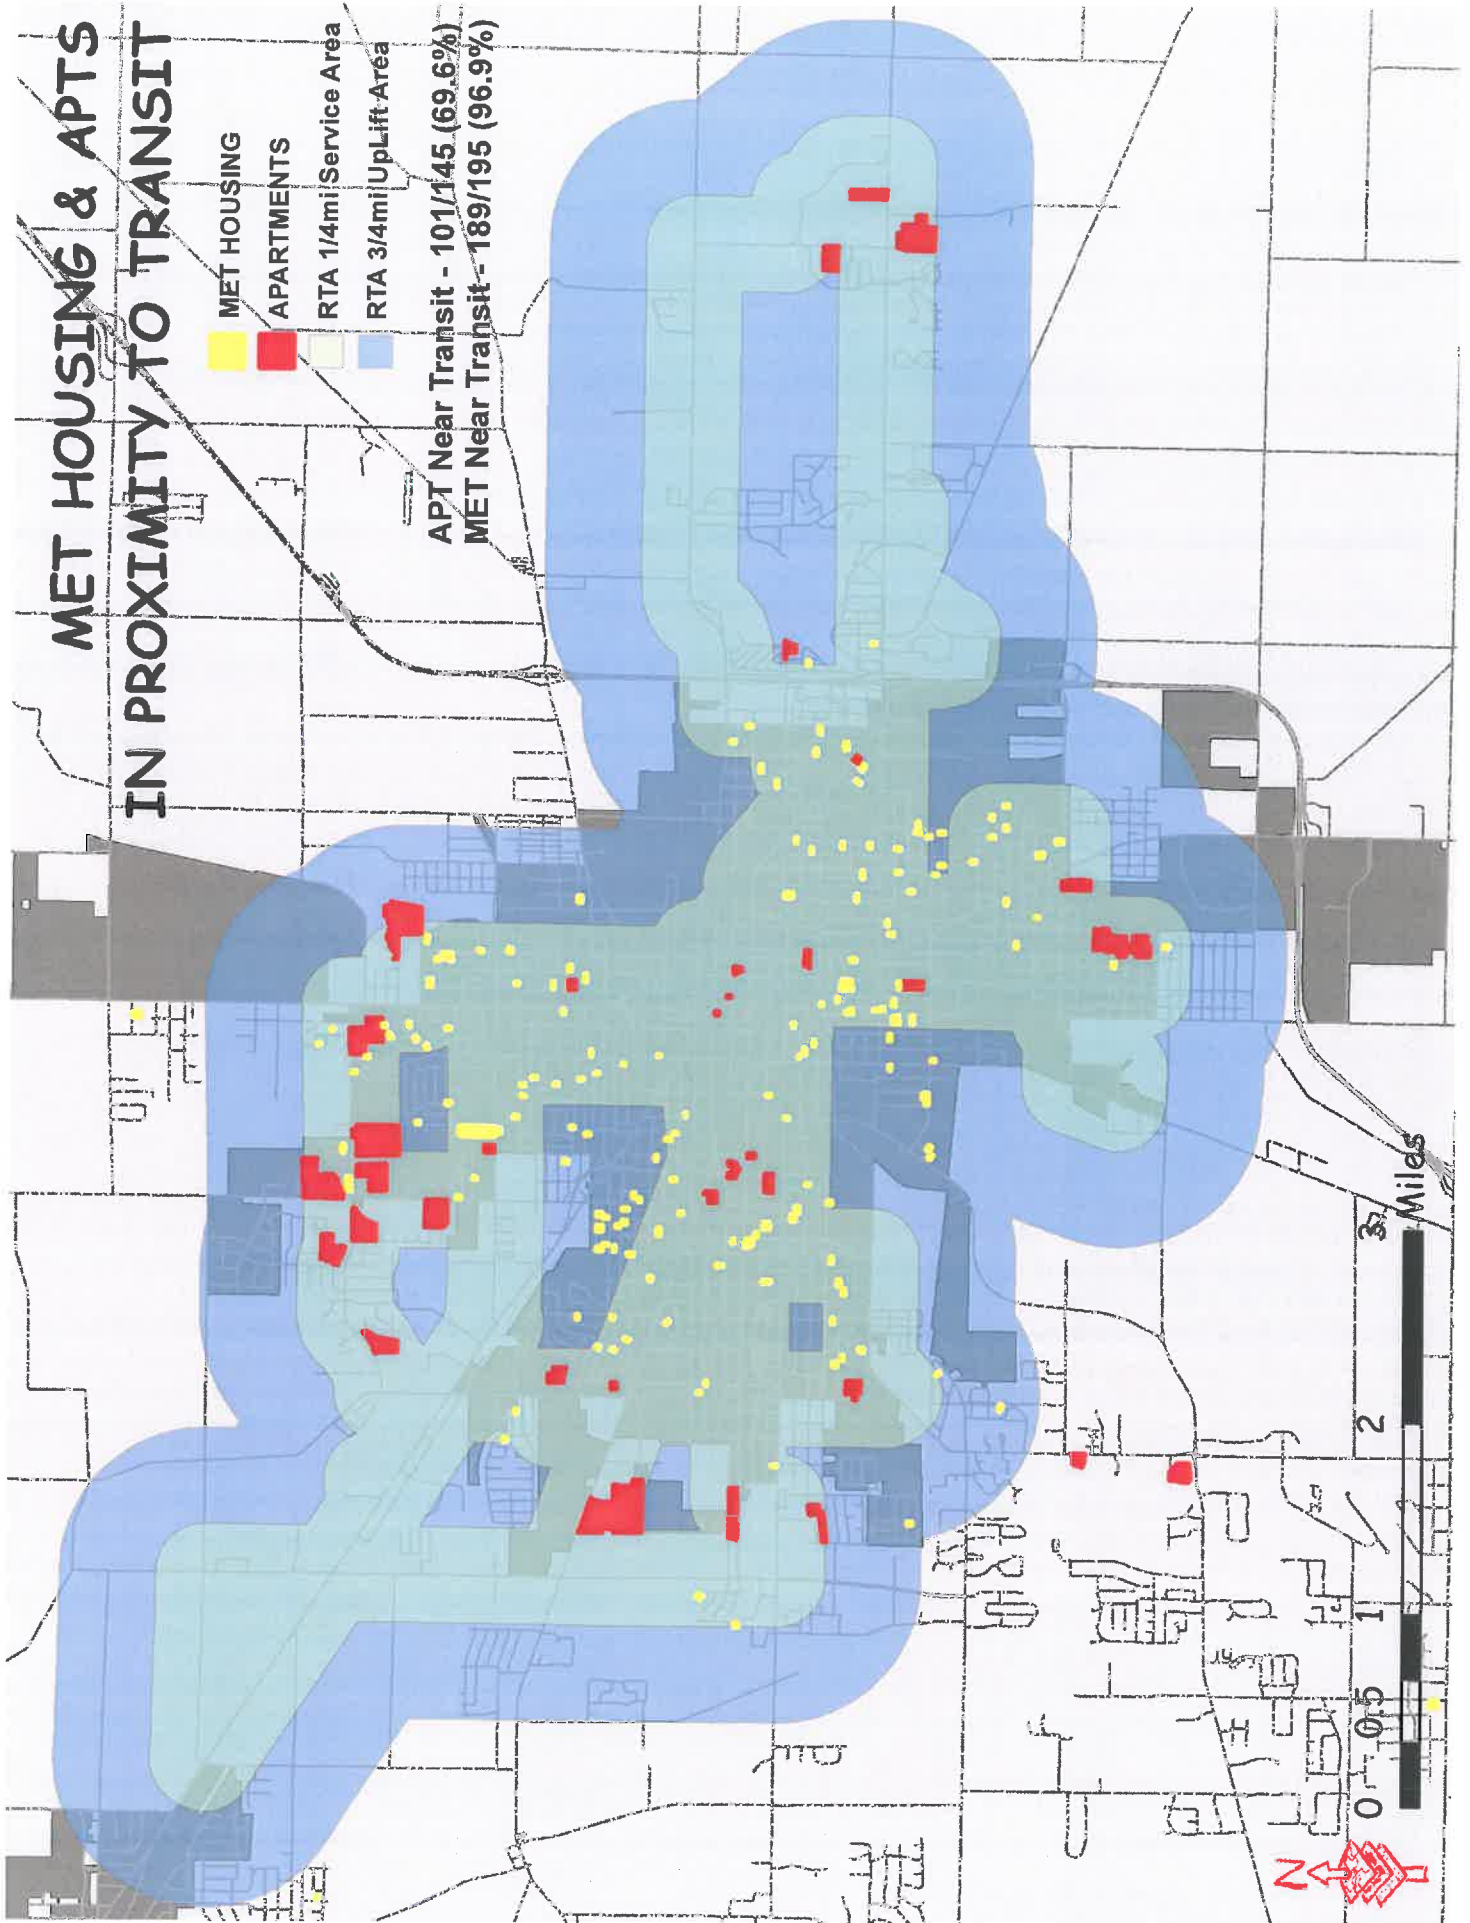 MET HOUSING & APTS
IN PROXIMITY TO TRANSIT
MET HOUSING
APARTMENTS
RTA 1/4mi Service Area
RTA 3/4mi UpLift Area
APT Near Transit - 101/145 (69.6%)
MET Near Transit - 189/195 (96.9%)
0 0.5 1 2 3
Miles
N